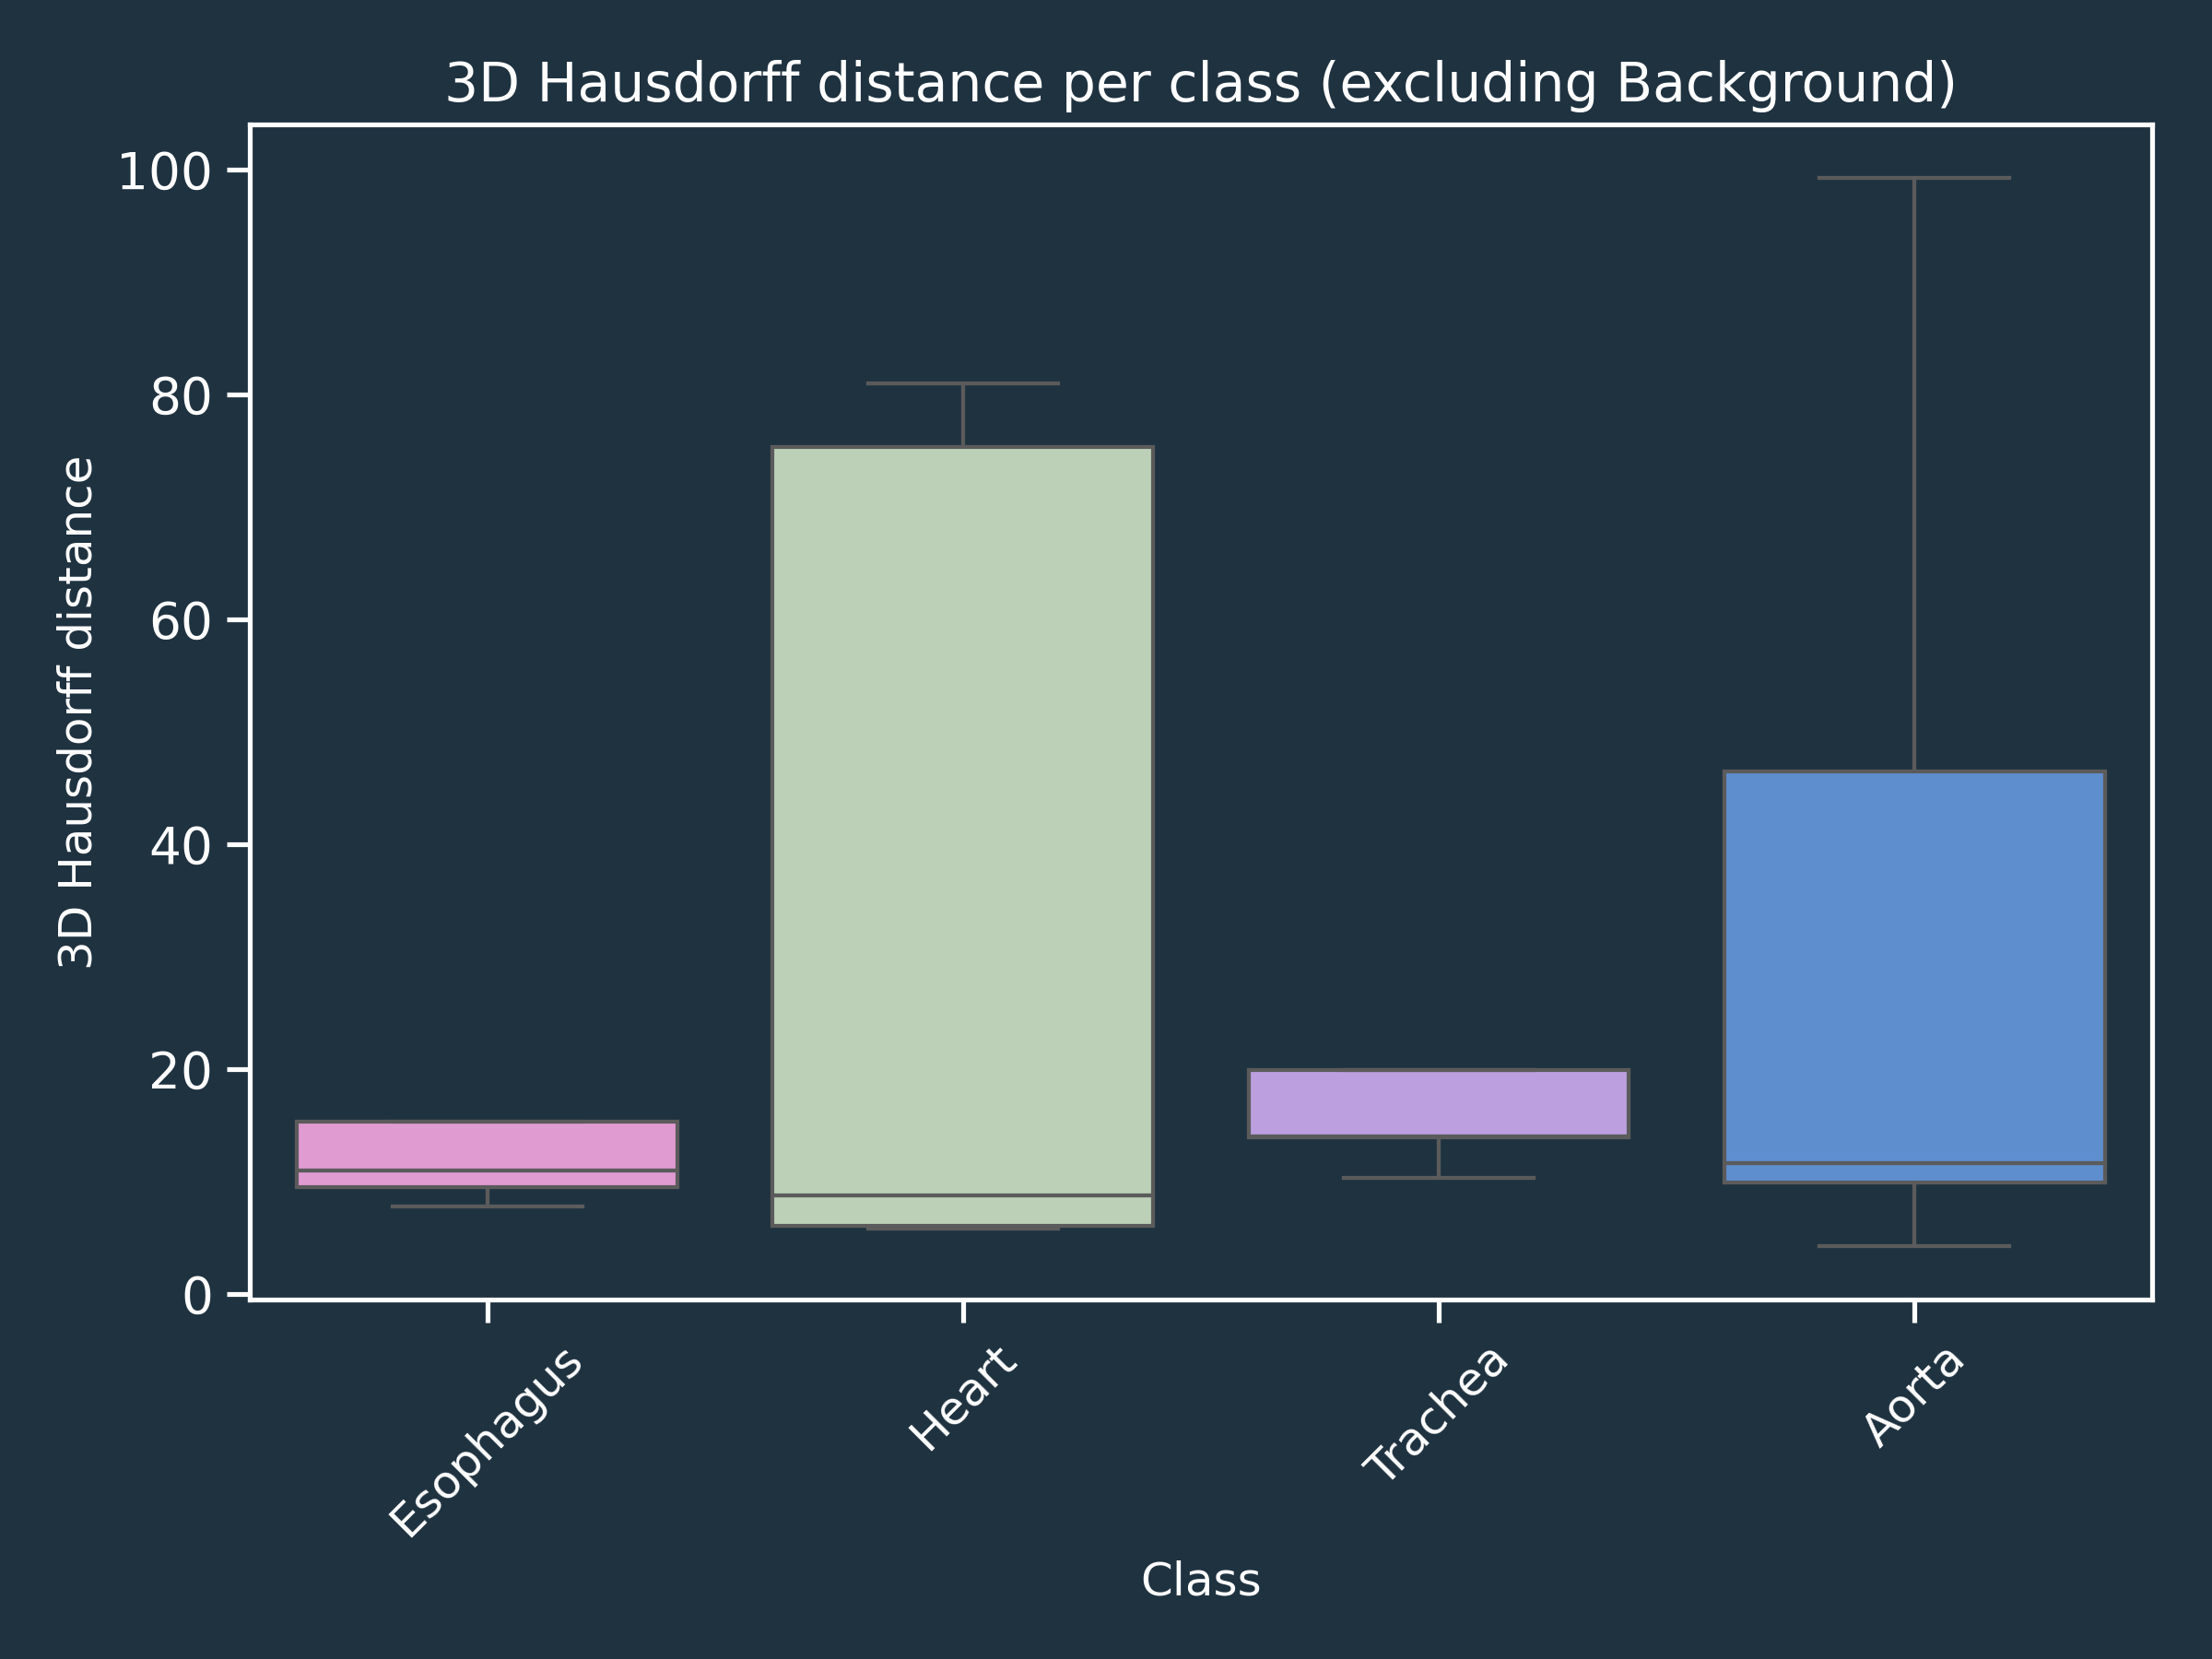 3D Hausdorff distance per class (excluding Background)
3D Hausdorff distance
100
80
60
40
20
0
Esophagus
Heart
Trachea
Aorta
Class